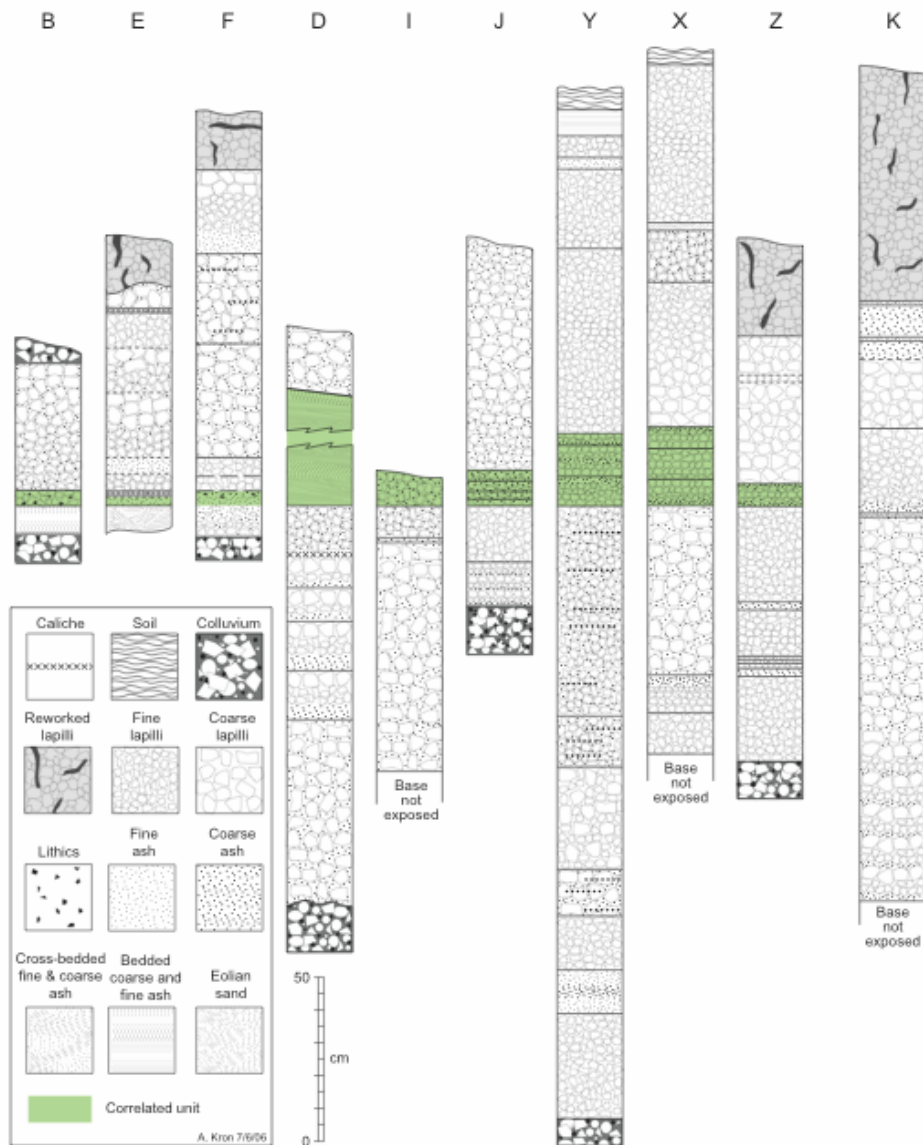 B E F D I J Y X Z K
Caliche Soil Colluvium
Reworked lapilli Fine lapilli Coarse lapilli
Lithics Fine ash Coarse ash
Cross-bedded fine & coarse ash Bedded coarse and fine ash Eolian sand
Correlated unit
A. Kron 7/6/06
50
cm
0
Base
not
exposed
Base
not
exposed
Base
not
exposed